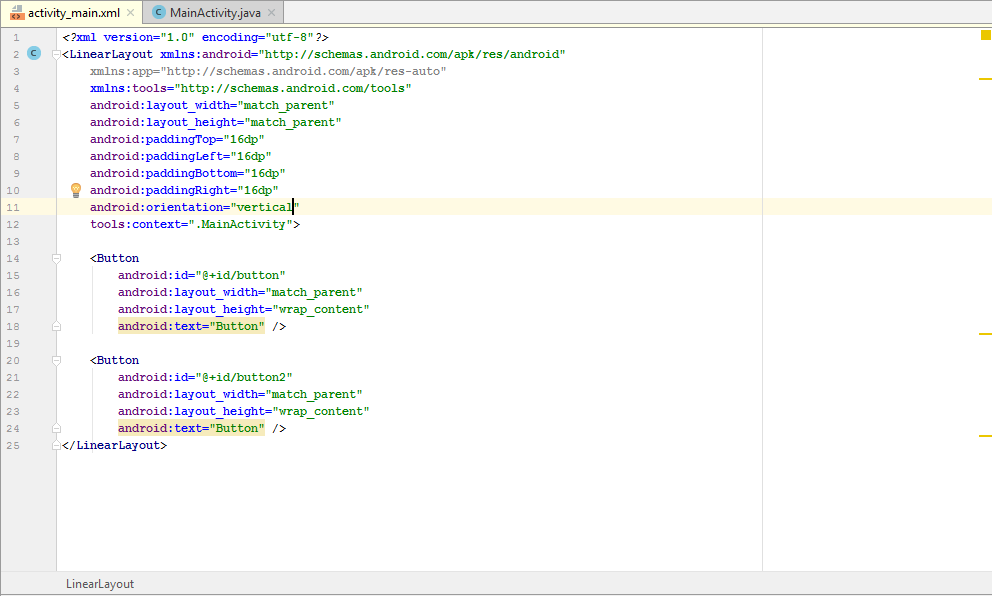 activity_main.xml MainActivity.java
1 <?xml version="1.0" encoding="utf-8"?>
2 C <LinearLayout xmlns:android="http://schemas.android.com/apk/res/android"
3 xmlns:app="http://schemas.android.com/apk/res-auto"
4 xmlns:tools="http://schemas.android.com/tools"
5 android:layout_width="match_parent"
6 android:layout_height="match_parent"
7 android:paddingTop="16dp"
8 android:paddingLeft="16dp"
9 android:paddingBottom="16dp"
10 android:paddingRight="16dp"
11 android:orientation="vertical"
12 tools:context=".MainActivity">
13
14 <Button
15 android:id="@+id/button"
16 android:layout_width="match_parent"
17 android:layout_height="wrap_content"
18 android:text="Button" />
19
20 <Button
21 android:id="@+id/button2"
22 android:layout_width="match_parent"
23 android:layout_height="wrap_content"
24 android:text="Button" />
25 </LinearLayout>
LinearLayout